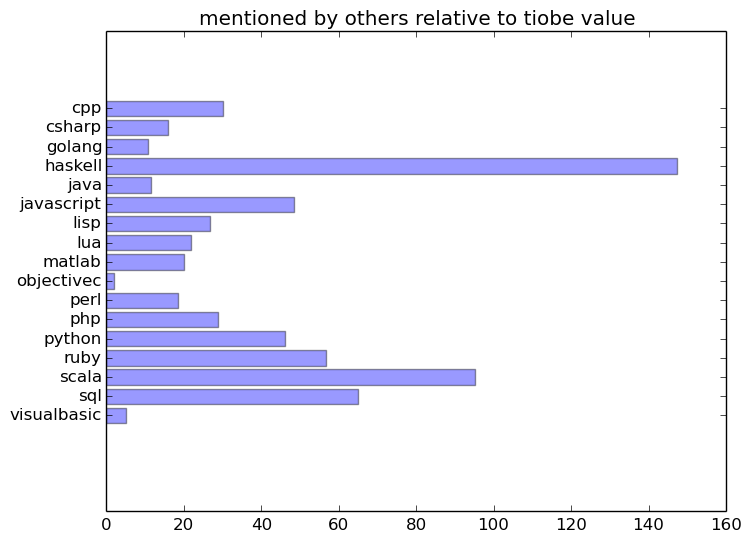 mentioned by others relative to tiobe value
cpp
csharp
golang
haskell
java
javascript
lisp
lua
matlab
objectivec
perl
php
python
ruby
scala
sql
visualbasic
0 20 40 60 80 100 120 140 160